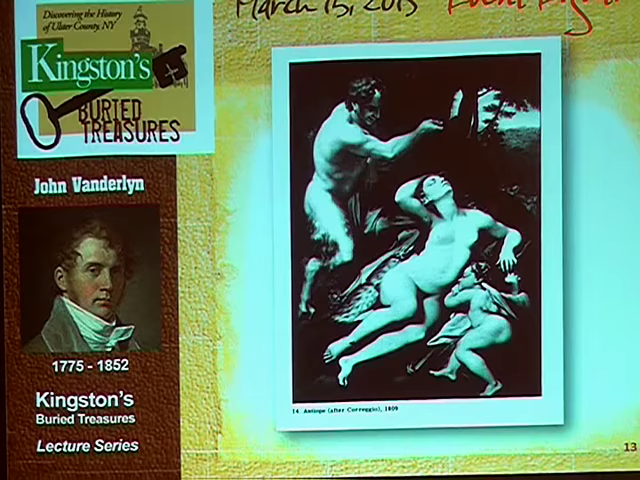 March 15, 2013
Discovering the History
of Ulster County, NY
Kingston's
BURIED
TREASURES
John Vanderlyn
1775 - 1852
Kingston's
Buried Treasures
Lecture Series
14. Antiope (after Correggio), 1809
13